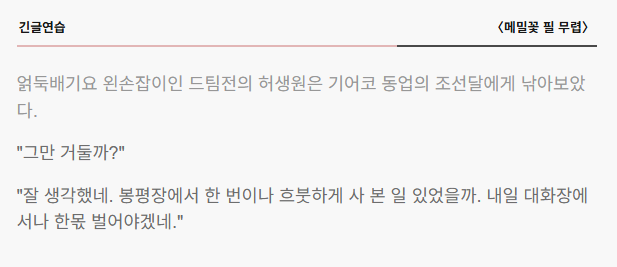 긴글연습
〈메밀꽃 필 무렵〉
얽둑배기요 왼손잡이인 드팀전의 허생원은 기어코 동업의 조선달에게 낚아보았
다.
"그만 거둘까?"
"잘 생각했네. 봉평장에서 한 번이나 흐붓하게 사 본 일 있었을까. 내일 대화장에
서나 한몫 벌어야겠네."